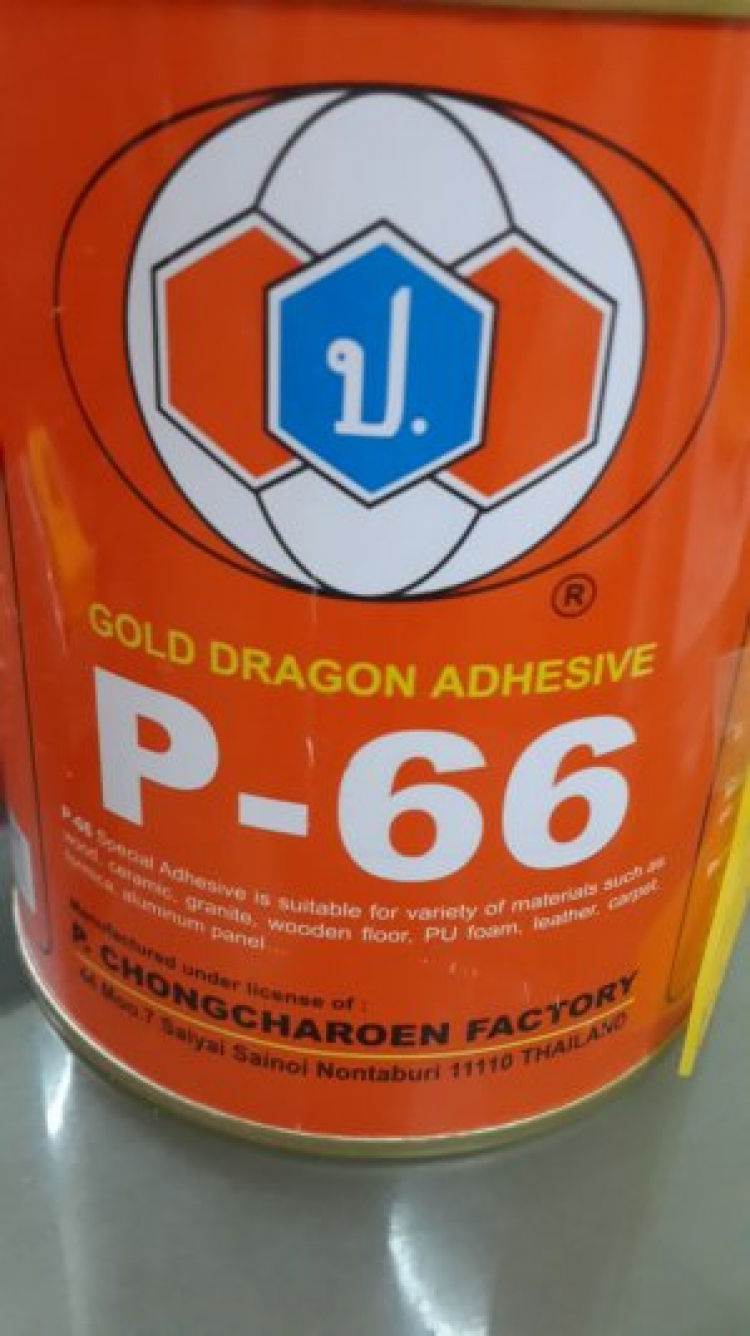 ป.
®
GOLD DRAGON ADHESIVE
P-66
P-66 Special Adhesive is suitable for variety of materials such as
wood, ceramic, granite, wooden floor, PU foam, leather, carpet,
formica, aluminum panel...
Manufactured under license of :
P. CHONGCHAROEN FACTORY
44 Moo.7 Saiyai Sainoi Nontaburi 11110 THAILAND